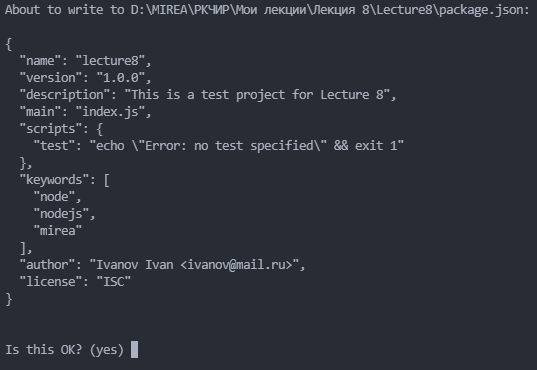 About to write to D:\MIREA\РКЧИР\Мои лекции\Лекция 8\Lecture8\package.json:
{
  "name": "lecture8",
  "version": "1.0.0",
  "description": "This is a test project for Lecture 8",
  "main": "index.js",
  "scripts": {
    "test": "echo \"Error: no test specified\" && exit 1"
  },
  "keywords": [
    "node",
    "nodejs",
    "mirea"
  ],
  "author": "Ivanov Ivan <ivanov@mail.ru>",
  "license": "ISC"
}
Is this OK? (yes)